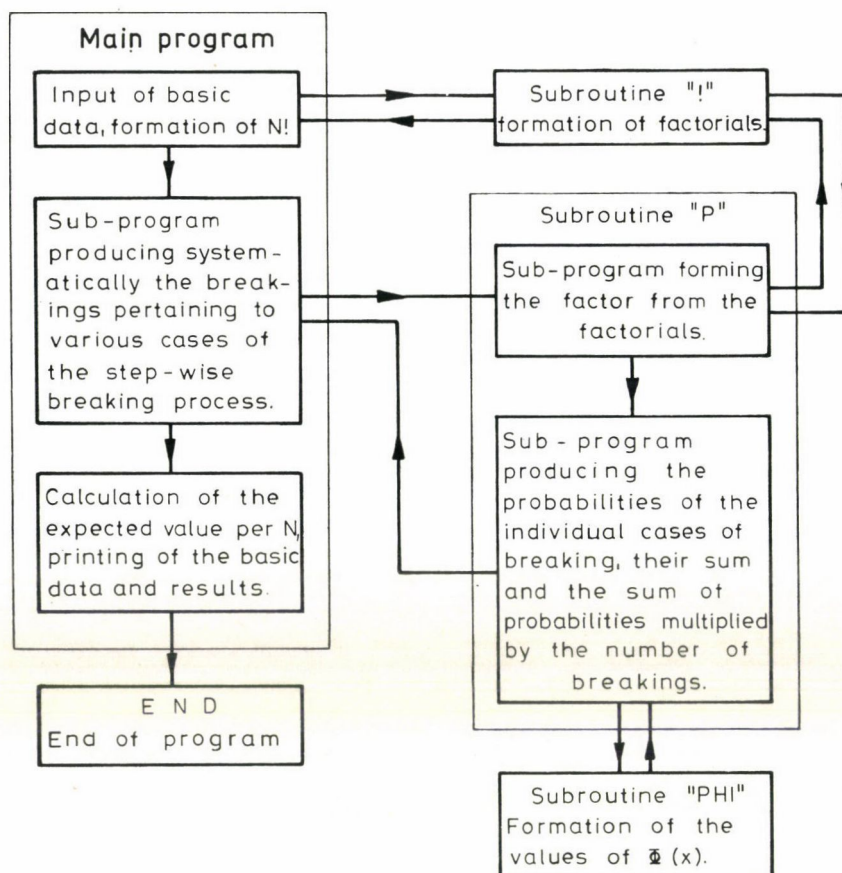 Main program
Input of basic
data, formation of N!
Sub-program
producing system-
atically the break-
ings pertaining to
various cases of
the step-wise
breaking process.
Calculation of the
expected value per N,
printing of the basic
data and results.
E N D
End of program
Subroutine "!"
formation of factorials.
Subroutine "P"
Sub-program forming
the factor from the
factorials.
Sub-program
producing the
probabilities of the
individual cases of
breaking, their sum
and the sum of
probabilities multiplied
by the number of
breakings.
Subroutine "PHI"
Formation of the
values of Φ (x).